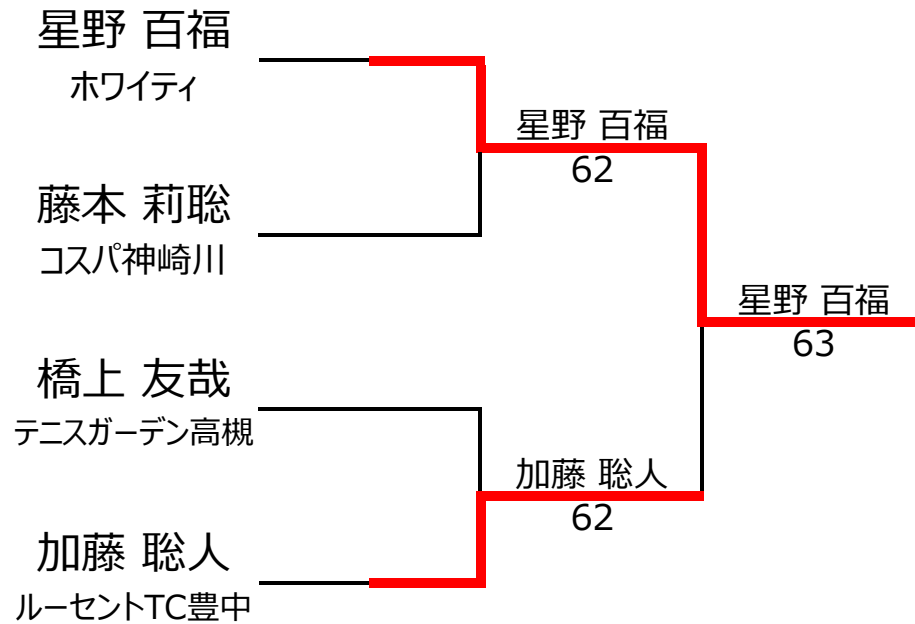 星野 百福
ホワイティ
藤本 莉聡
コスパ神崎川
橋上 友哉
テニスガーデン高槻
加藤 聡人
ルーセントTC豊中
星野 百福
62
加藤 聡人
62
星野 百福
63